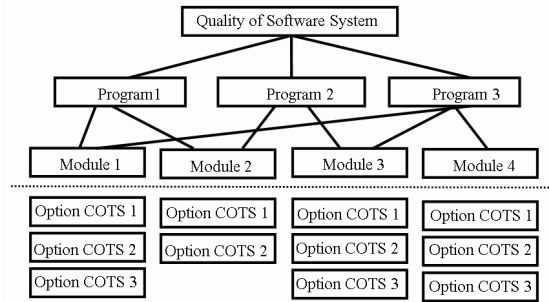 Quality of Software System
Program1 Program 2 Program 3
Module 1 Module 2 Module 3 Module 4
Option COTS 1 Option COTS 1 Option COTS 1 Option COTS 1
Option COTS 2 Option COTS 2 Option COTS 2 Option COTS 2
Option COTS 3 Option COTS 3 Option COTS 3